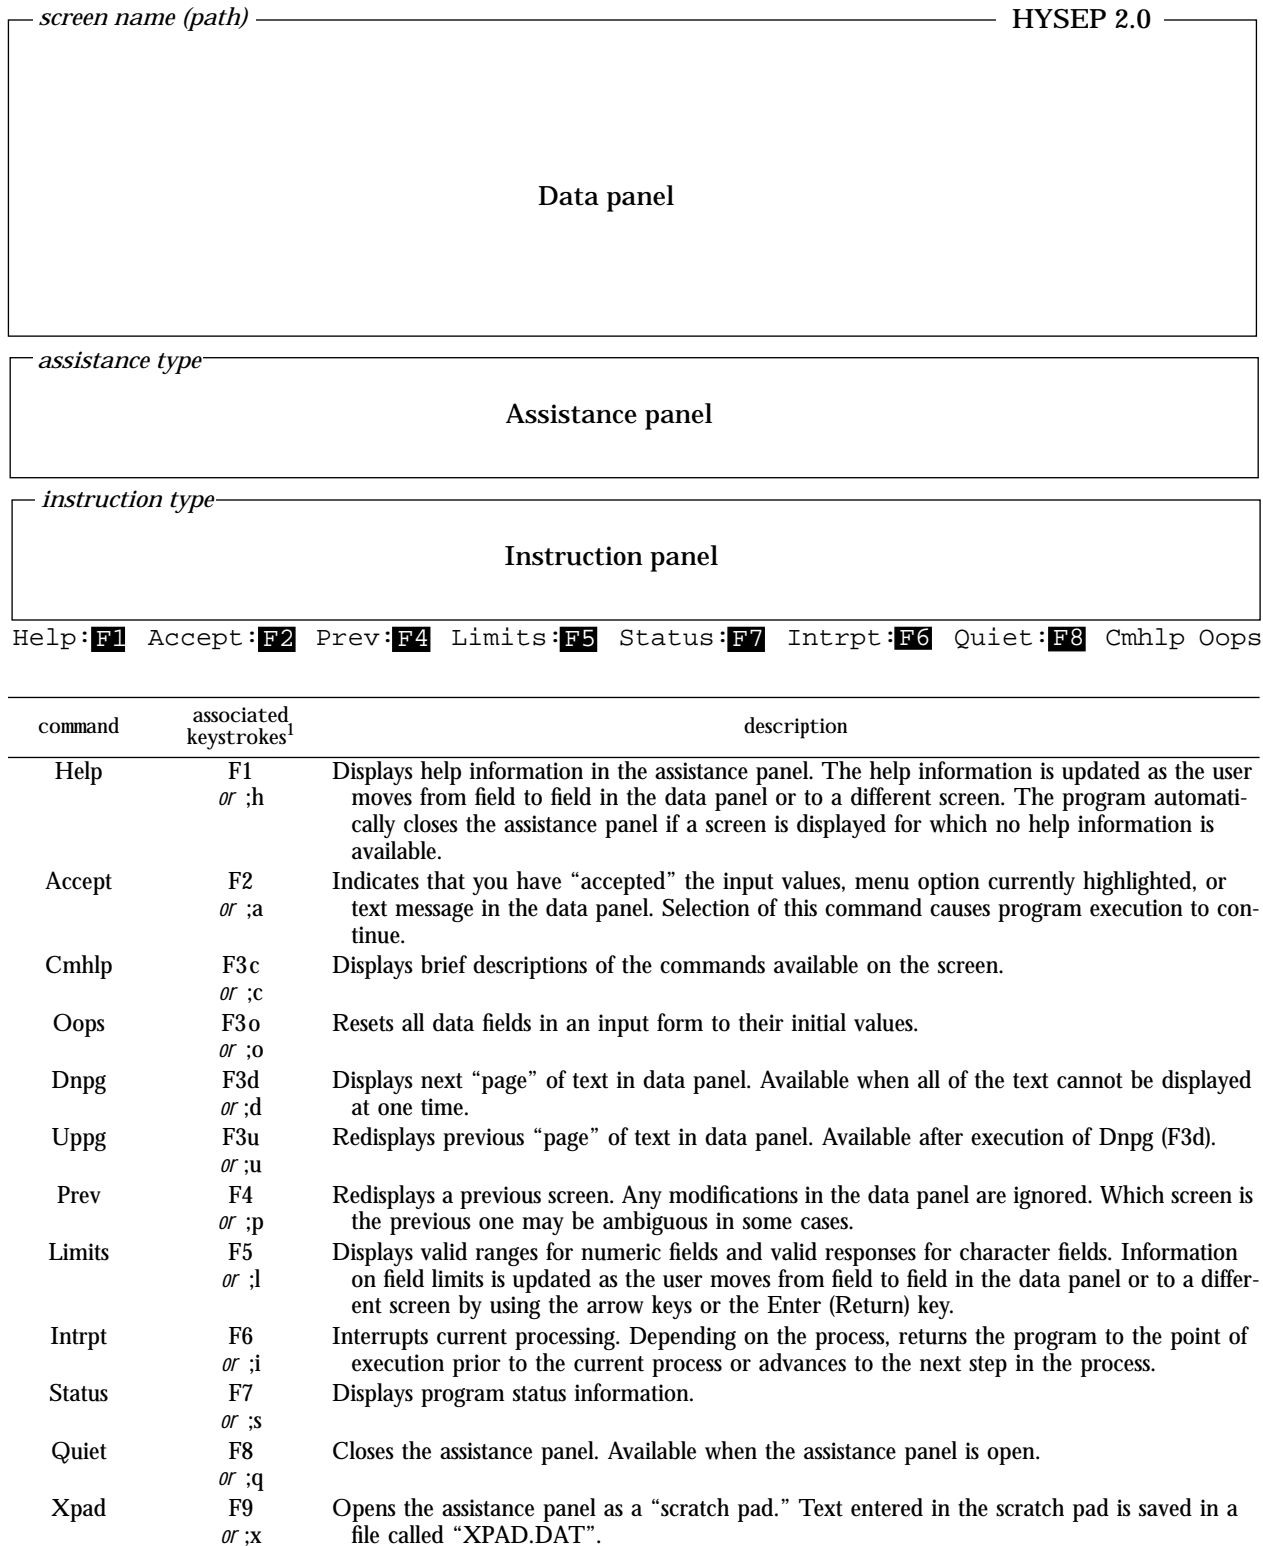 screen name (path) HYSEP 2.0
Data panel
assistance type
Assistance panel
instruction type
Instruction panel
Help:F1 Accept:F2 Prev:F4 Limits:F5 Status:F7 Intrpt:F6 Quiet:F8 Cmhlp Oops
command associated keystrokes1 description
Help F1 Displays help information in the assistance panel. The help information is updated as the user
or ;h moves from field to field in the data panel or to a different screen. The program automati-
cally closes the assistance panel if a screen is displayed for which no help information is
available.
Accept F2 Indicates that you have “accepted” the input values, menu option currently highlighted, or
or ;a text message in the data panel. Selection of this command causes program execution to con-
tinue.
Cmhlp F3c Displays brief descriptions of the commands available on the screen.
or ;c
Oops F3o Resets all data fields in an input form to their initial values.
or ;o
Dnpg F3d Displays next “page” of text in data panel. Available when all of the text cannot be displayed
or ;d at one time.
Uppg F3u Redisplays previous “page” of text in data panel. Available after execution of Dnpg (F3d).
or ;u
Prev F4 Redisplays a previous screen. Any modifications in the data panel are ignored. Which screen is
or ;p the previous one may be ambiguous in some cases.
Limits F5 Displays valid ranges for numeric fields and valid responses for character fields. Information
or ;l on field limits is updated as the user moves from field to field in the data panel or to a differ-
ent screen by using the arrow keys or the Enter (Return) key.
Intrpt F6 Interrupts current processing. Depending on the process, returns the program to the point of
or ;i execution prior to the current process or advances to the next step in the process.
Status F7 Displays program status information.
or ;s
Quiet F8 Closes the assistance panel. Available when the assistance panel is open.
or ;q
Xpad F9 Opens the assistance panel as a “scratch pad.” Text entered in the scratch pad is saved in a
or ;x file called “XPAD.DAT”.